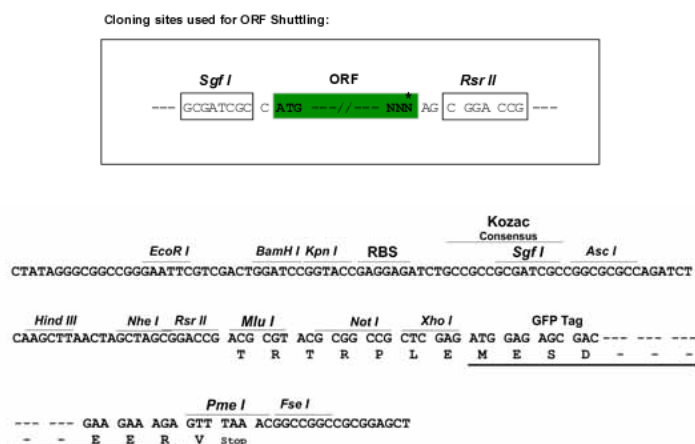 Cloning sites used for ORF Shuttling:
Sgf I ORF Rsr II
--- GCGATCGC C ATG ---//--- NNN* AG C GGA CCG ---
Kozac
Consensus
EcoR I BamH I Kpn I RBS Sgf I Asc I
CTATAGGGCGGCCGGGAATTCGTCGACTGGATCCGGTACCGAGGAGATCTGCCGCCGCGATCGCCGGCGCGCCAGATCT
Hind III Nhe I Rsr II Mlu I Not I Xho I GFP Tag
CAAGCTTAACTAGCTAGCGGACCG ACG CGT ACG CGG CCG CTC GAG ATG GAG AGC GAC --- --- ---
T R T R P L E M E S D - - -
Pme I Fse I
--- --- GAA GAA AGA GTT TAA ACGGCCGGCCGCGGAGCT
- - E E R V Stop